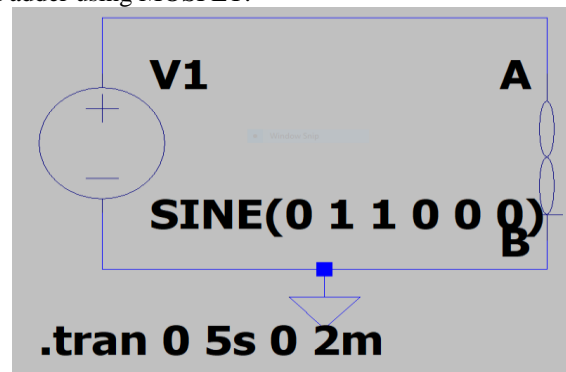 adder using MOSFET.
V1
A
SINE(0 1 1 0 0 0)
B
.tran 0 5s 0 2m